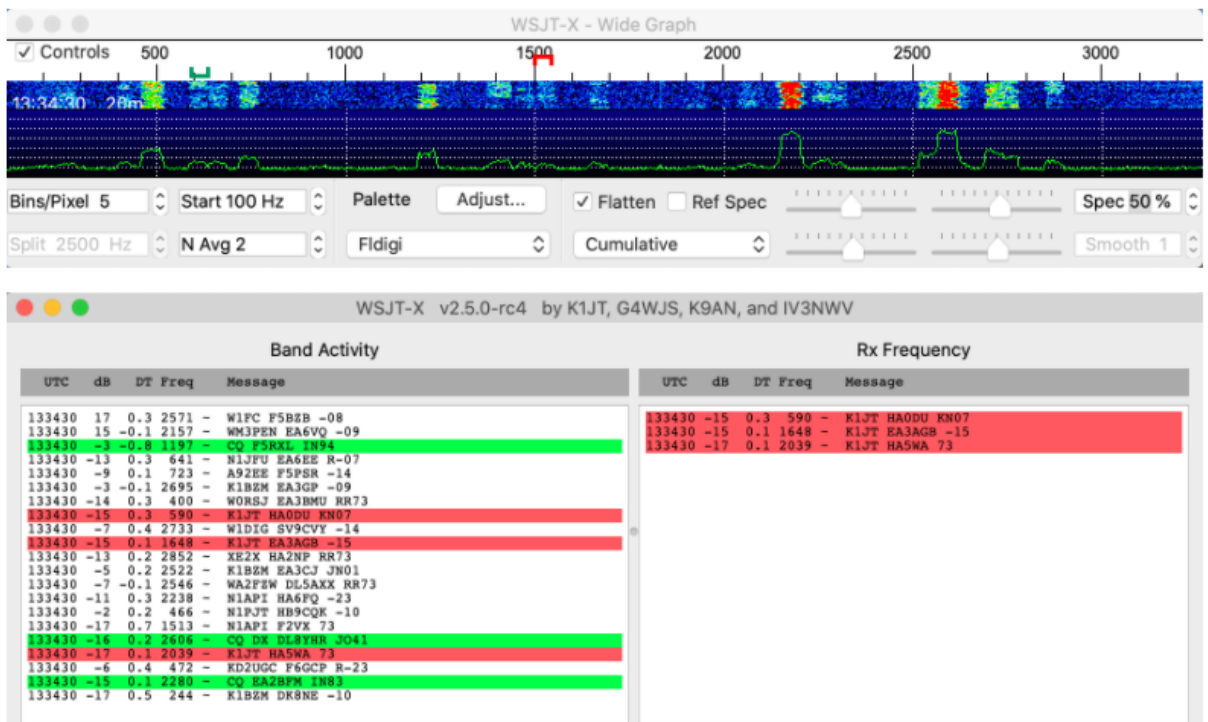 WSJT-X - Wide Graph
Controls 500 1000 1500 2000 2500 3000
13:34:30 20m
Bins/Pixel 5 Start 100 Hz Palette Adjust... Flatten Ref Spec Spec 50 %
Split 2500 Hz N Avg 2 Fldigi Cumulative Smooth 1
WSJT-X v2.5.0-rc4 by K1JT, G4WJS, K9AN, and IV3NWV
Band Activity
UTC dB DT Freq Message
133430 17 0.3 2571 ~ W1FC F5BZB -08
133430 15 -0.1 2157 ~ WM3PEN EA6VQ -09
133430 -3 -0.8 1197 ~ CQ F5RXL IN94
133430 -13 0.3 641 ~ N1JFU EA6EE R-07
133430 -9 0.1 723 ~ A92EE F5PSR -14
133430 -3 -0.1 2695 ~ K1BZM EA3GP -09
133430 -14 0.3 400 ~ W0RSJ EA3BMU RR73
133430 -15 0.3 590 ~ K1JT HA0DU KN07
133430 -7 0.4 2733 ~ W1DIG SV9CVY -14
133430 -15 0.1 1648 ~ K1JT EA3AGB -15
133430 -13 0.2 2852 ~ XE2X HA2NP RR73
133430 -5 0.2 2522 ~ K1BZM EA3CJ JN01
133430 -7 -0.1 2546 ~ WA2FZW DL5AXX RR73
133430 -11 0.3 2238 ~ N1API HA6FQ -23
133430 -2 0.2 466 ~ N1PJT HB9CQK -10
133430 -17 0.7 1513 ~ N1API F2VX 73
133430 -16 0.2 2606 ~ CQ DX DL8YHR JO41
133430 -17 0.1 2039 ~ K1JT HA5WA 73
133430 -6 0.4 472 ~ KD2UGC F6GCP R-23
133430 -15 0.1 2280 ~ CQ EA2BFM IN83
133430 -17 0.5 244 ~ K1BZM DK8NE -10
Rx Frequency
UTC dB DT Freq Message
133430 -15 0.3 590 ~ K1JT HA0DU KN07
133430 -15 0.1 1648 ~ K1JT EA3AGB -15
133430 -17 0.1 2039 ~ K1JT HA5WA 73